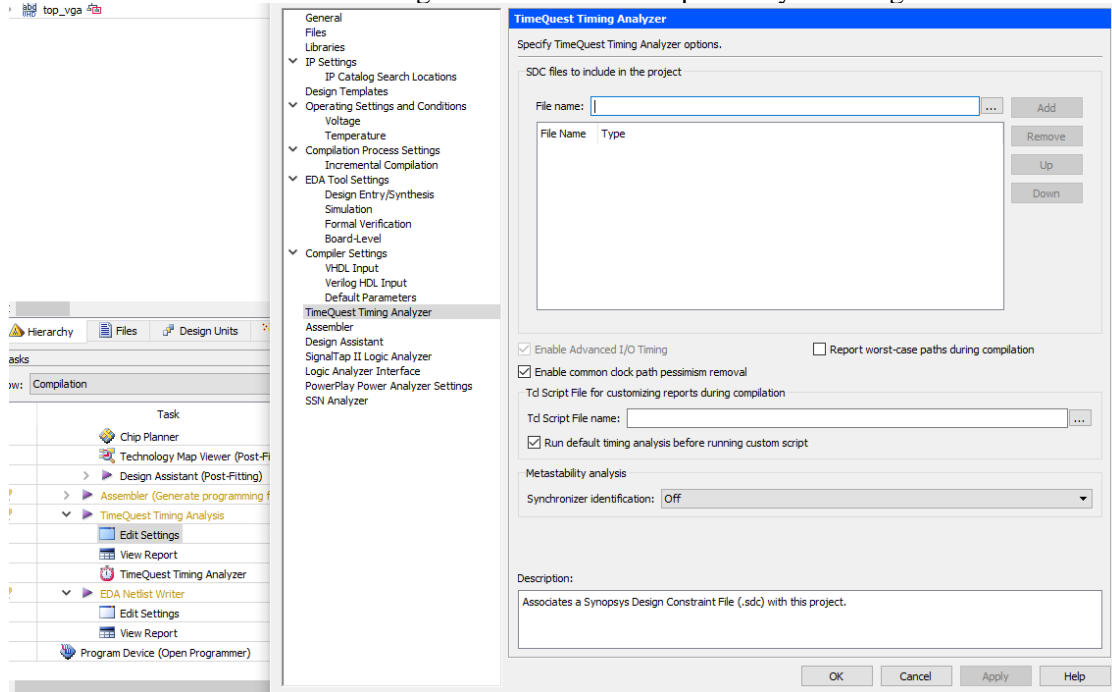 top_vga
Hierarchy
Files
Design Units
asks
ow: Compilation
Task
Chip Planner
Technology Map Viewer (Post-Fi
Design Assistant (Post-Fitting)
Assembler (Generate programming f
TimeQuest Timing Analysis
Edit Settings
View Report
TimeQuest Timing Analyzer
EDA Netlist Writer
Edit Settings
View Report
Program Device (Open Programmer)
General
Files
Libraries
IP Settings
IP Catalog Search Locations
Design Templates
Operating Settings and Conditions
Voltage
Temperature
Compilation Process Settings
Incremental Compilation
EDA Tool Settings
Design Entry/Synthesis
Simulation
Formal Verification
Board-Level
Compiler Settings
VHDL Input
Verilog HDL Input
Default Parameters
TimeQuest Timing Analyzer
Assembler
Design Assistant
SignalTap II Logic Analyzer
Logic Analyzer Interface
PowerPlay Power Analyzer Settings
SSN Analyzer
TimeQuest Timing Analyzer
Specify TimeQuest Timing Analyzer options.
SDC files to include in the project
File name:
...
Add
File Name Type
Remove
Up
Down
Enable Advanced I/O Timing
Report worst-case paths during compilation
Enable common clock path pessimism removal
Tcl Script File for customizing reports during compilation
Tcl Script File name:
...
Run default timing analysis before running custom script
Metastability analysis
Synchronizer identification: Off
Description:
Associates a Synopsys Design Constraint File (.sdc) with this project.
OK
Cancel
Apply
Help